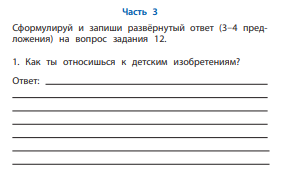 Часть 3
Сформулируй и запиши развёрнутый ответ (3–4 пред-
ложения) на вопрос задания 12.
1. Как ты относишься к детским изобретениям?
Ответ: